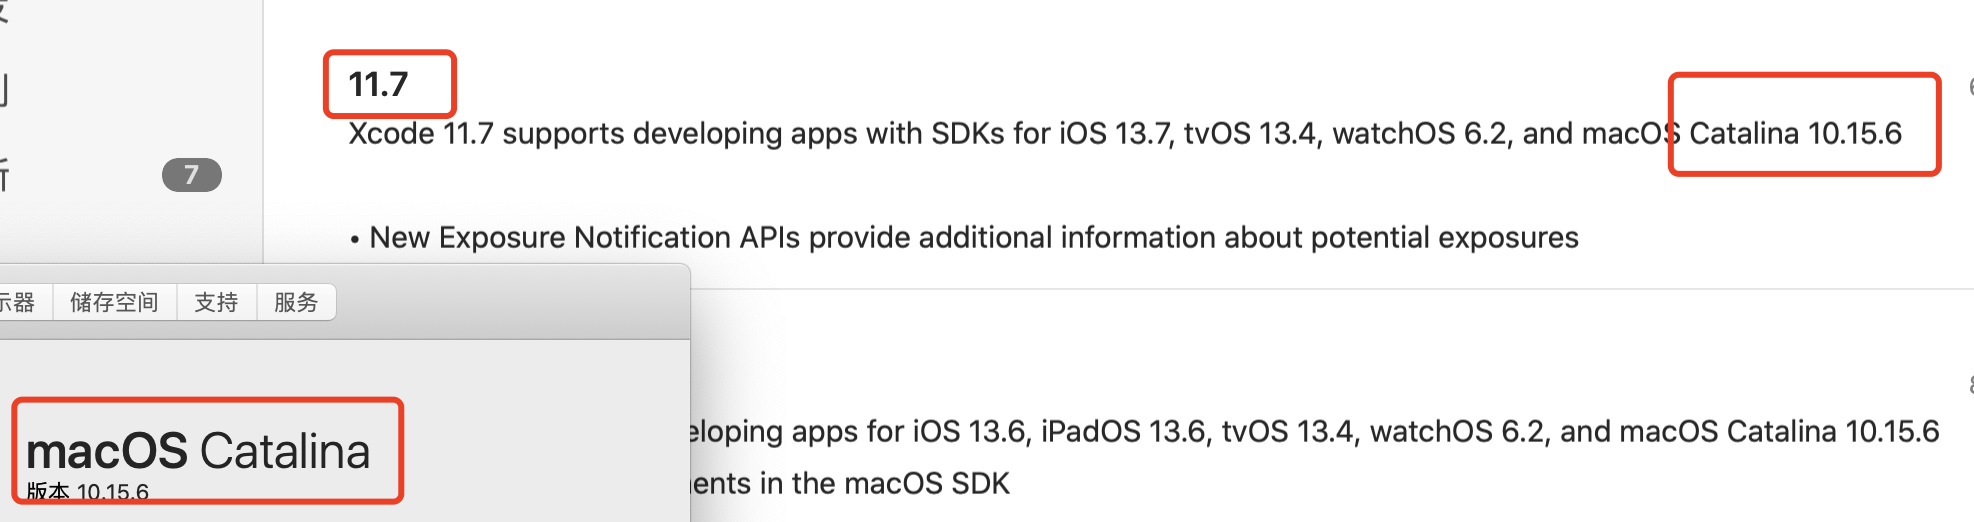 11.7
Xcode 11.7 supports developing apps with SDKs for iOS 13.7, tvOS 13.4, watchOS 6.2, and macOS Catalina 10.15.6
7
• New Exposure Notification APIs provide additional information about potential exposures
示器 储存空间 支持 服务
eloping apps for iOS 13.6, iPadOS 13.6, tvOS 13.4, watchOS 6.2, and macOS Catalina 10.15.6
macOS Catalina
ents in the macOS SDK
版本 10.15.6